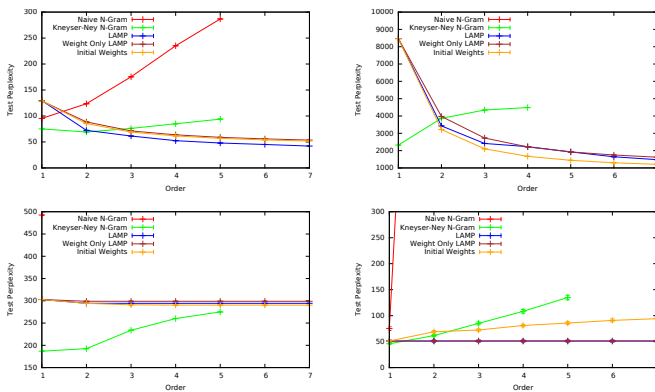 Naive N-Gram
Kneyser-Ney N-Gram
LAMP
Weight Only LAMP
Initial Weights
Test Perplexity
300
250
200
150
100
50
0
1 2 3 4 5 6 7
Order
Naive N-Gram
Kneyser-Ney N-Gram
LAMP
Weight Only LAMP
Initial Weights
Test Perplexity
10000
9000
8000
7000
6000
5000
4000
3000
2000
1000
1 2 3 4 5 6 7
Order
Naive N-Gram
Kneyser-Ney N-Gram
LAMP
Weight Only LAMP
Initial Weights
Test Perplexity
500
450
400
350
300
250
200
150
1 2 3 4 5 6 7
Order
Naive N-Gram
Kneyser-Ney N-Gram
LAMP
Weight Only LAMP
Initial Weights
Test Perplexity
300
250
200
150
100
50
0
1 2 3 4 5 6 7
Order